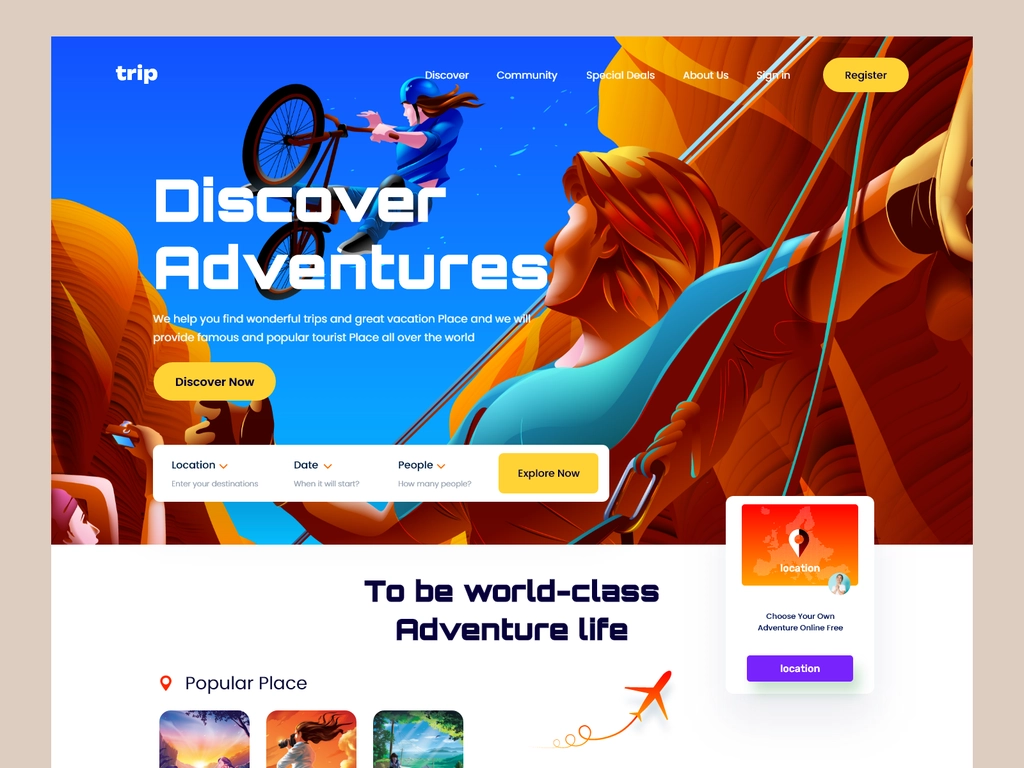 trip
Discover
Community
Special Deals
About Us
Sign in
Register
Discover
Adventures
We help you find wonderful trips and great vacation Place and we will
provide famous and popular tourist Place all over the world
Discover Now
Location
Date
People
Enter your destinations
When it will start?
How many people?
Explore Now
location
Choose Your Own
Adventure Online Free
location
To be world-class
Adventure life
Popular Place